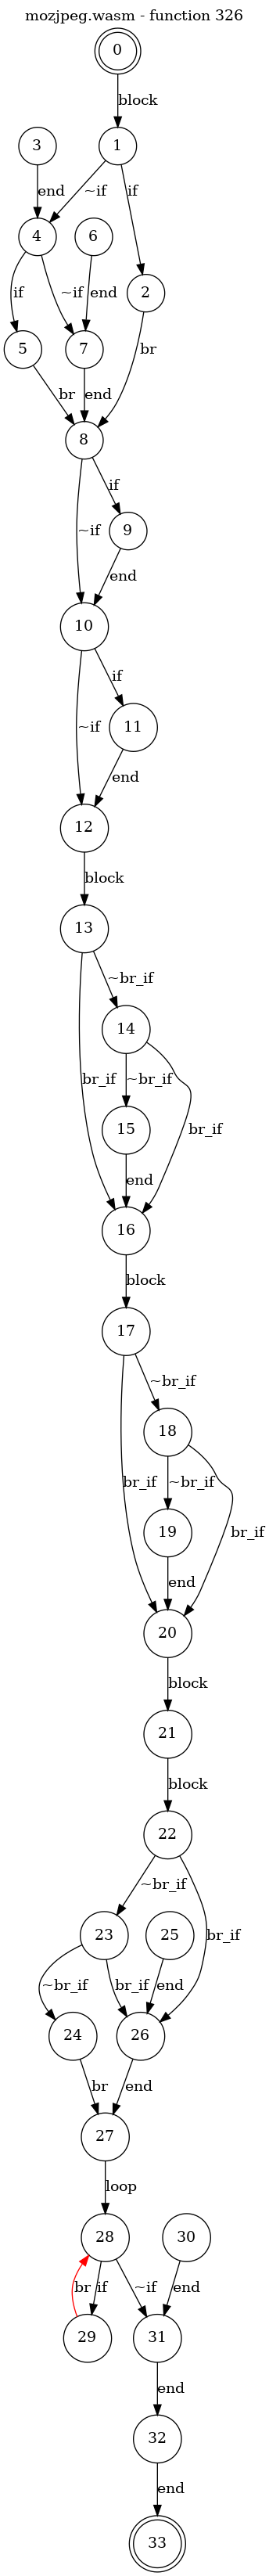 mozjpeg.wasm - function 326
0
block
3
1
end
~if
if
4
6
2
if
~if
end
br
5
7
br
end
8
if
~if
9
end
10
if
~if
11
end
12
block
13
~br_if
14
br_if
~br_if
br_if
15
end
16
block
17
~br_if
18
br_if
~br_if
br_if
19
end
20
block
21
block
22
~br_if
23
25
br_if
~br_if
br_if
end
24
26
br
end
27
loop
28
30
br
if
~if
end
29
31
end
32
end
33